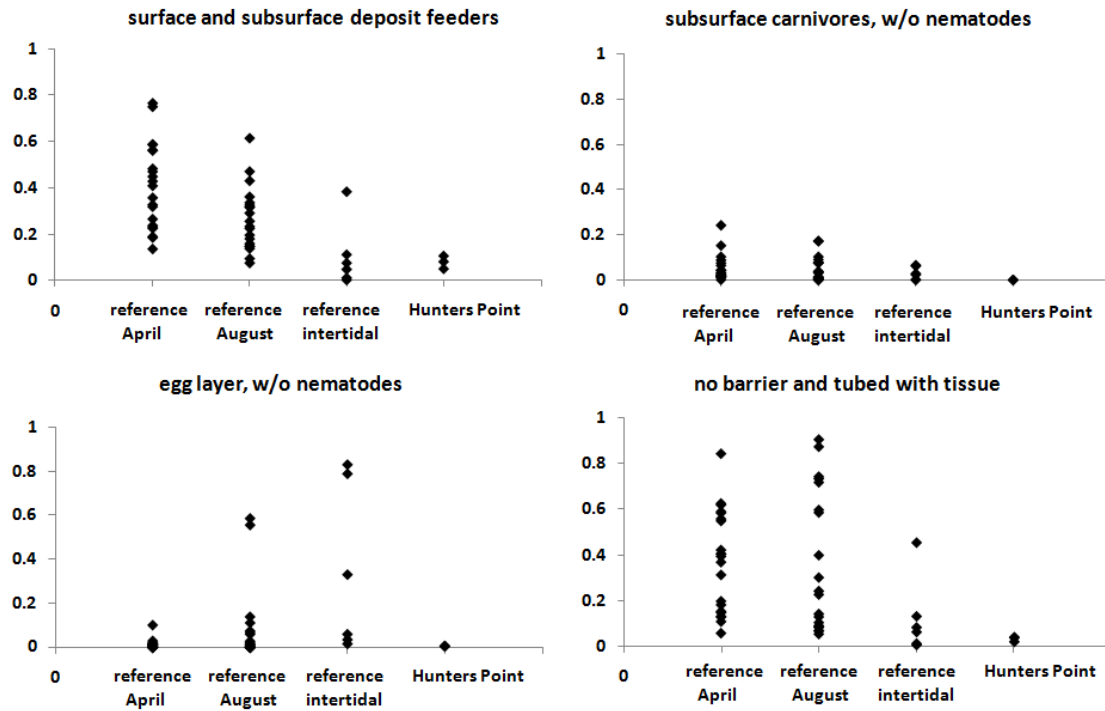 surface and subsurface deposit feeders
1
0.8
0.6
0.4
0.2
0
0
reference April
reference August
reference intertidal
Hunters Point
subsurface carnivores, w/o nematodes
1
0.8
0.6
0.4
0.2
0
0
reference April
reference August
reference intertidal
Hunters Point
egg layer, w/o nematodes
1
0.8
0.6
0.4
0.2
0
0
reference April
reference August
reference intertidal
Hunters Point
no barrier and tubed with tissue
1
0.8
0.6
0.4
0.2
0
0
reference April
reference August
reference intertidal
Hunters Point